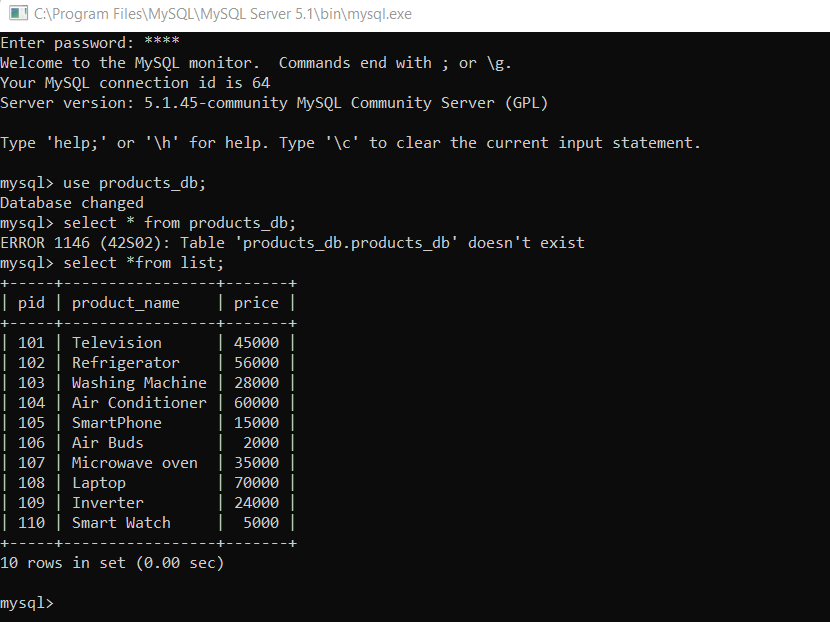 C:\Program Files\MySQL\MySQL Server 5.1\bin\mysql.exe
Enter password: ****
Welcome to the MySQL monitor.  Commands end with ; or \g.
Your MySQL connection id is 64
Server version: 5.1.45-community MySQL Community Server (GPL)

Type 'help;' or '\h' for help. Type '\c' to clear the current input statement.

mysql> use products_db;
Database changed
mysql> select * from products_db;
ERROR 1146 (42S02): Table 'products_db.products_db' doesn't exist
mysql> select *from list;
+-----+-----------------+-------+
| pid | product_name    | price |
+-----+-----------------+-------+
| 101 | Television      | 45000 |
| 102 | Refrigerator    | 56000 |
| 103 | Washing Machine | 28000 |
| 104 | Air Conditioner | 60000 |
| 105 | SmartPhone      | 15000 |
| 106 | Air Buds        |  2000 |
| 107 | Microwave oven  | 35000 |
| 108 | Laptop          | 70000 |
| 109 | Inverter        | 24000 |
| 110 | Smart Watch     |  5000 |
+-----+-----------------+-------+
10 rows in set (0.00 sec)

mysql>